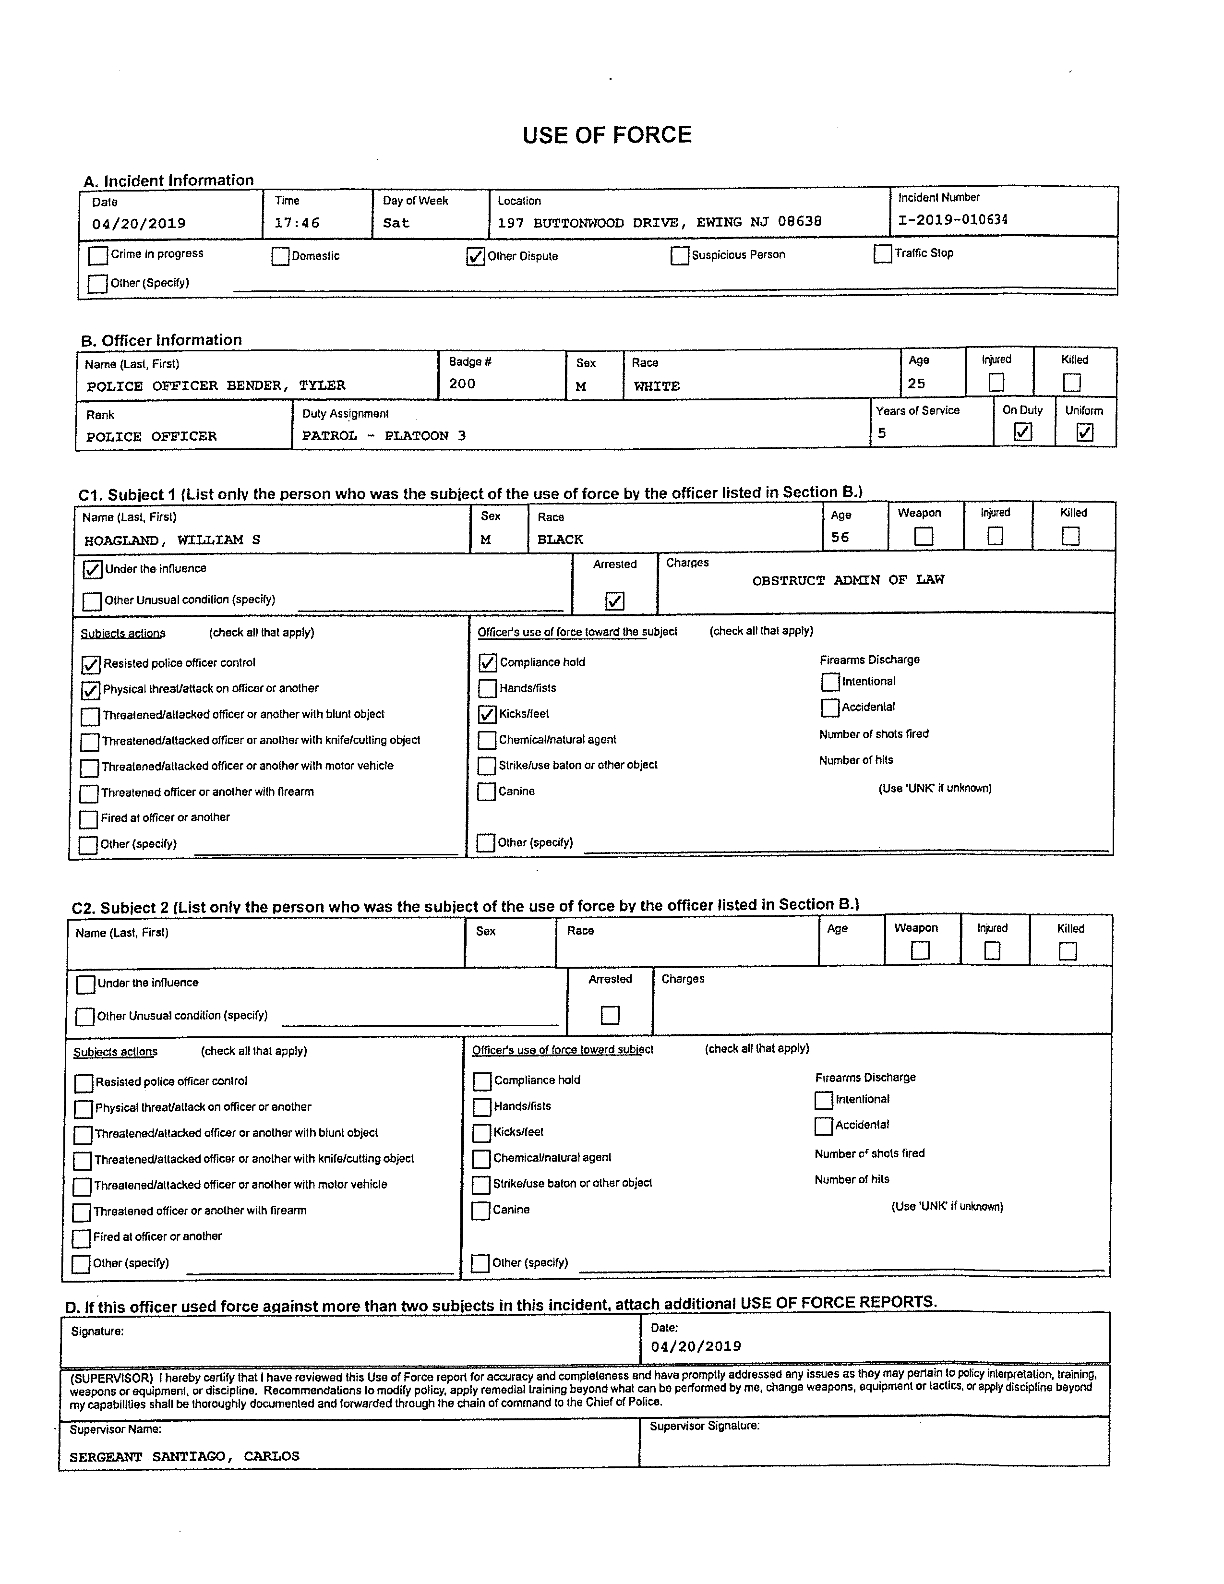 USE OF FORCE
A. Incident Information
Date Time Day of Week Location Incident Number
04/20/2019 17:46 Sat 197 BUTTONWOOD DRIVE, EWING NJ 08638 I-2019-010634
Crime in progress Domestic Other Dispute Suspicious Person Traffic Stop
Other (Specify)
B. Officer Information
Name (Last, First) Badge # Sex Race Age Injured Killed
POLICE OFFICER BENDER, TYLER 200 M WHITE 25
Rank Duty Assignment Years of Service On Duty Uniform
POLICE OFFICER PATROL - PLATOON 3 5
C1. Subject 1 (List only the person who was the subject of the use of force by the officer listed in Section B.)
Name (Last, First) Sex Race Age Weapon Injured Killed
HOAGLAND, WILLIAM S M BLACK 56
Under the influence Arrested Charges
OBSTRUCT ADMIN OF LAW
Other Unusual condition (specify)
Subjects actions (check all that apply) Officer's use of force toward the subject (check all that apply)
Resisted police officer control Compliance hold Firearms Discharge
Physical threat/attack on officer or another Hands/fists Intentional
Threatened/attacked officer or another with blunt object Kicks/feet Accidental
Threatened/attacked officer or another with knife/cutting object Chemical/natural agent Number of shots fired
Threatened/attacked officer or another with motor vehicle Strike/use baton or other object Number of hits
Threatened officer or another with firearm Canine (Use 'UNK' if unknown)
Fired at officer or another
Other (specify) Other (specify)
C2. Subject 2 (List only the person who was the subject of the use of force by the officer listed in Section B.)
Name (Last, First) Sex Race Age Weapon Injured Killed
Under the influence Arrested Charges
Other Unusual condition (specify)
Subjects actions (check all that apply) Officer's use of force toward subject (check all that apply)
Resisted police officer control Compliance hold Firearms Discharge
Physical threat/attack on officer or another Hands/fists Intentional
Threatened/attacked officer or another with blunt object Kicks/feet Accidental
Threatened/attacked officer or another with knife/cutting object Chemical/natural agent Number of shots fired
Threatened/attacked officer or another with motor vehicle Strike/use baton or other object Number of hits
Threatened officer or another with firearm Canine (Use 'UNK' if unknown)
Fired at officer or another
Other (specify) Other (specify)
D. If this officer used force against more than two subjects in this incident, attach additional USE OF FORCE REPORTS.
Signature: Date:
04/20/2019
(SUPERVISOR) I hereby certify that I have reviewed this Use of Force report for accuracy and completeness and have promptly addressed any issues as they may pertain to policy interpretation, training,
weapons or equipment, or discipline. Recommendations to modify policy, apply remedial training beyond what can be performed by me, change weapons, equipment or tactics, or apply discipline beyond
my capabilities shall be thoroughly documented and forwarded through the chain of command to the Chief of Police.
Supervisor Name: Supervisor Signature:
SERGEANT SANTIAGO, CARLOS